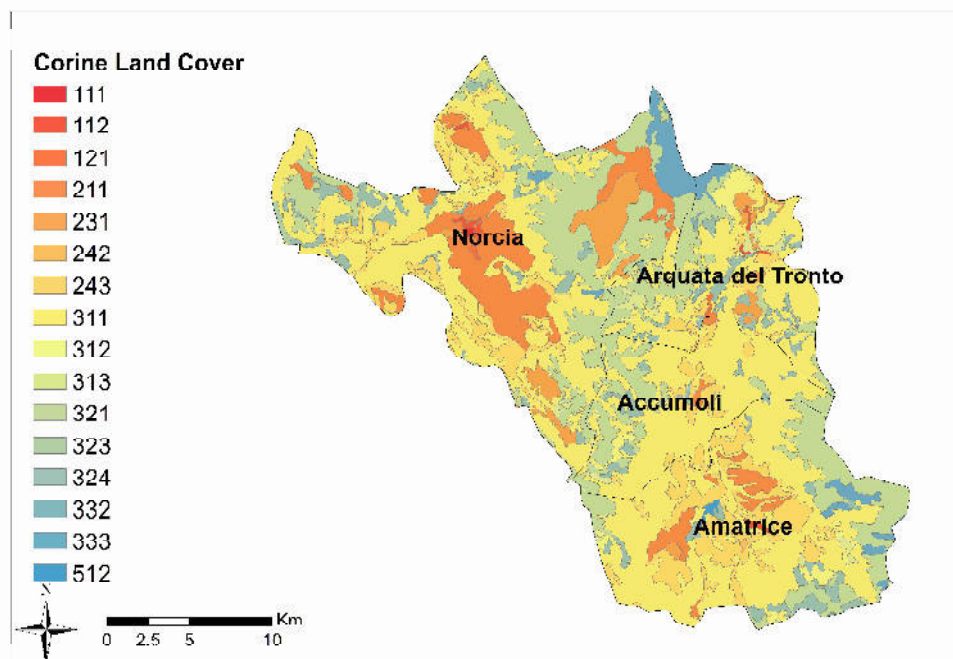 Corine Land Cover
111
112
121
211
231
242
243
311
312
313
321
323
324
332
333
512
Norcia
Arquata del Tronto
Accumoli
Amatrice
N
Km
0 2.5 5 10